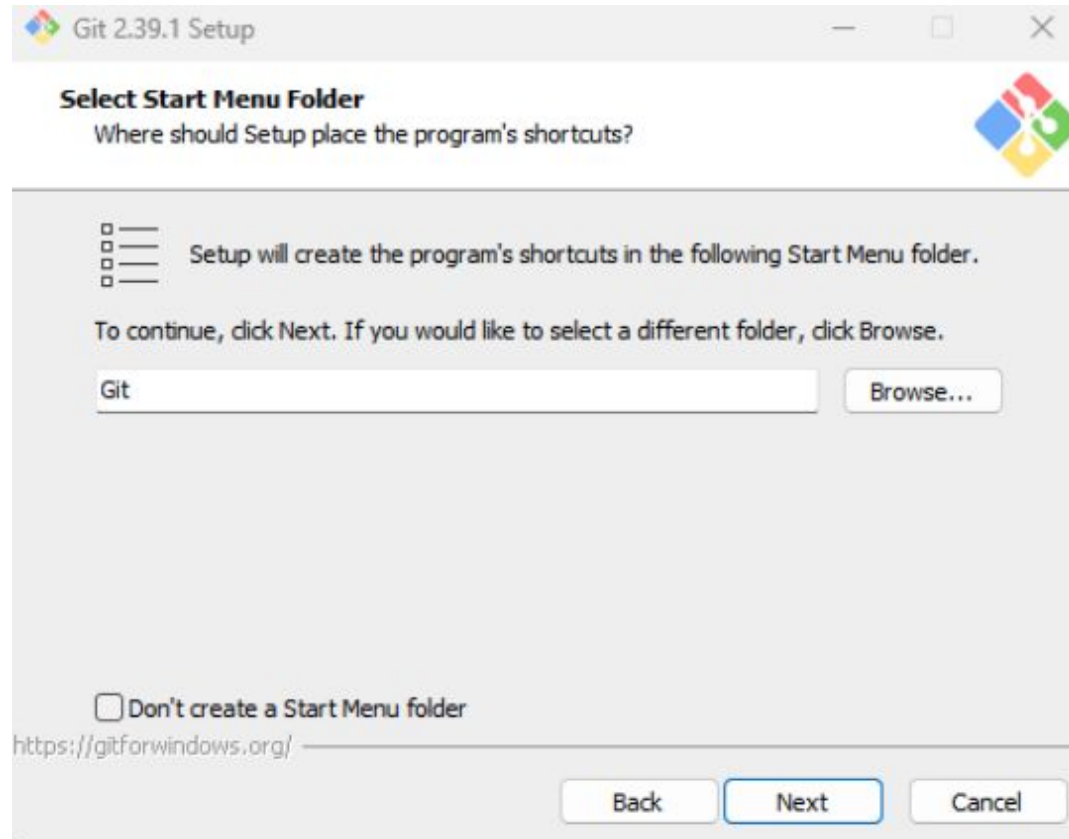 Git 2.39.1 Setup
Select Start Menu Folder
Where should Setup place the program's shortcuts?
Setup will create the program's shortcuts in the following Start Menu folder.
To continue, click Next. If you would like to select a different folder, click Browse.
Git
Browse...
Don't create a Start Menu folder
https://gitforwindows.org/
Back
Next
Cancel